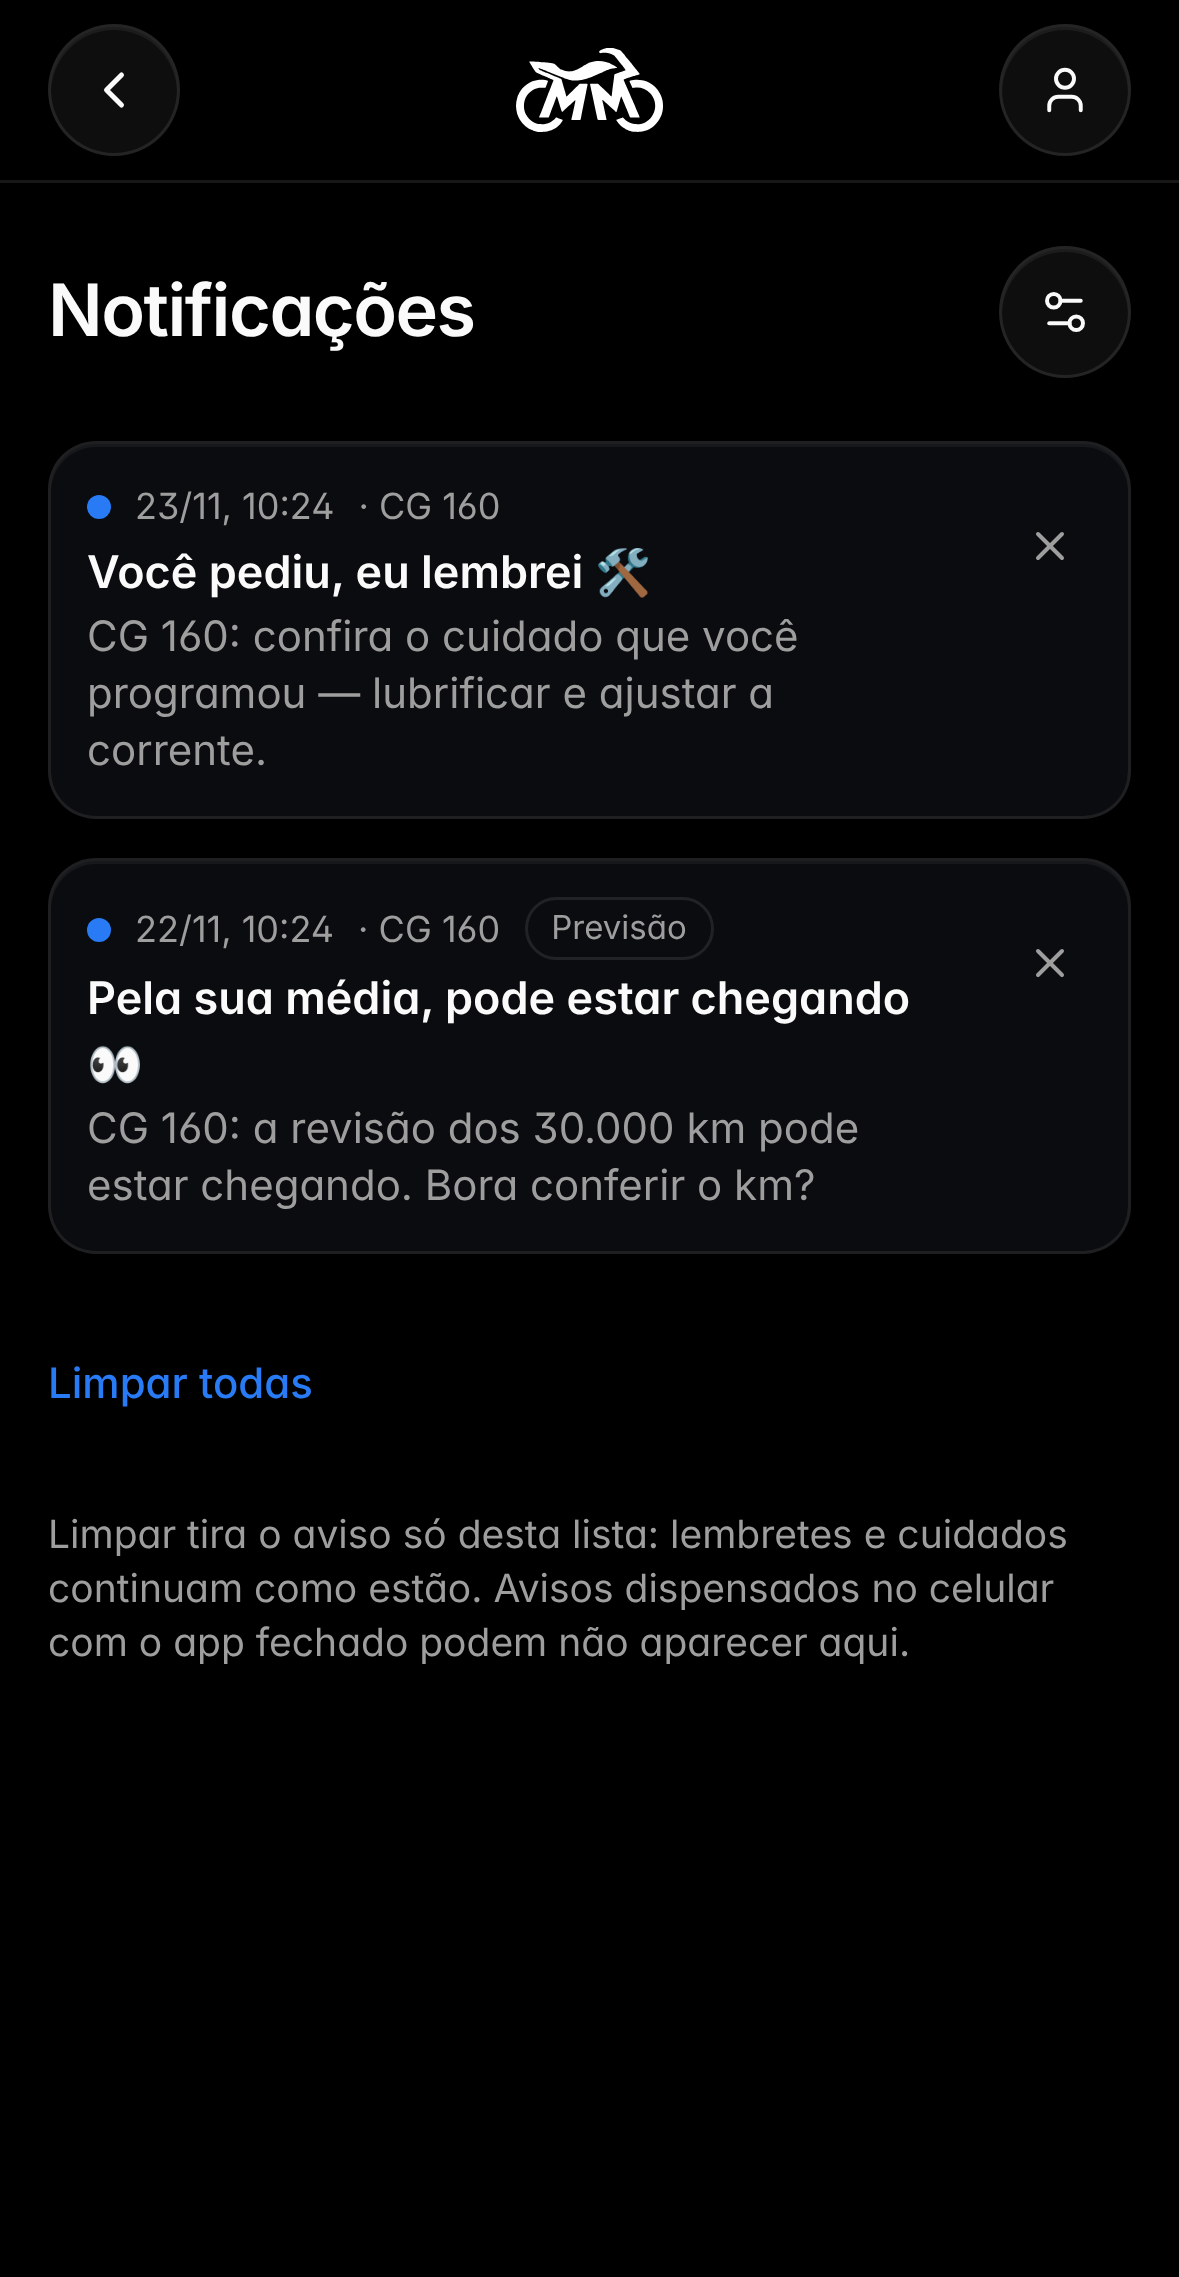 MM
Notificações
23/11, 10:24 · CG 160
Você pediu, eu lembrei 🛠️
CG 160: confira o cuidado que você
programou — lubrificar e ajustar a
corrente.
22/11, 10:24 · CG 160 Previsão
Pela sua média, pode estar chegando
👀
CG 160: a revisão dos 30.000 km pode
estar chegando. Bora conferir o km?
Limpar todas
Limpar tira o aviso só desta lista: lembretes e cuidados
continuam como estão. Avisos dispensados no celular
com o app fechado podem não aparecer aqui.